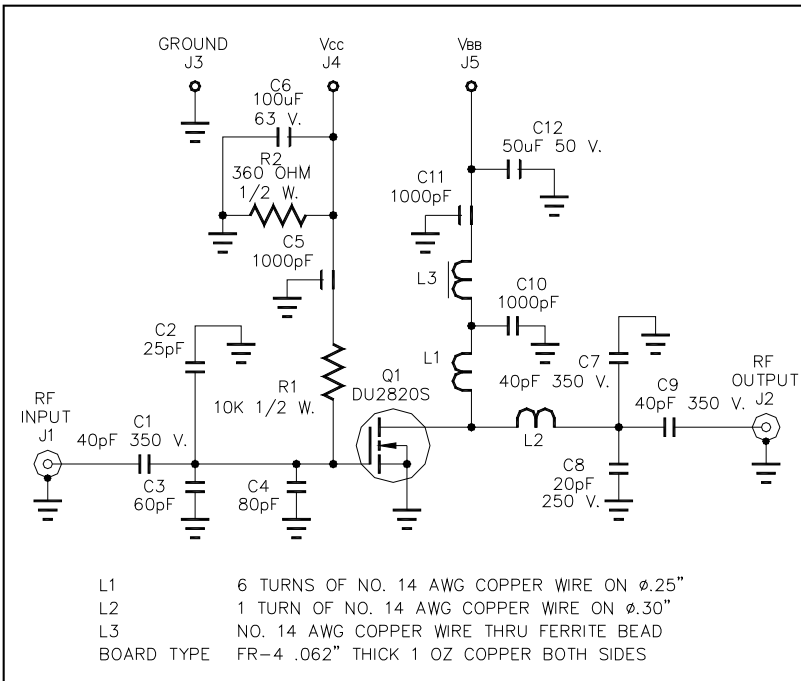 GROUND
J3
Vcc
J4
VBB
J5
C6
100uF
63 V.
R2
360 OHM
1/2 W.
C5
1000pF
C12
50uF 50 V.
C11
1000pF
L3
C10
1000pF
C2
25pF
L1
R1
10K 1/2 W.
Q1
DU2820S
C7
40pF 350 V.
C9
40pF 350 V.
RF
OUTPUT
J2
RF
INPUT
J1
C1
40pF 350 V.
L2
C3
60pF
C4
80pF
C8
20pF
250 V.
L1 6 TURNS OF NO. 14 AWG COPPER WIRE ON ø.25"
L2 1 TURN OF NO. 14 AWG COPPER WIRE ON ø.30"
L3 NO. 14 AWG COPPER WIRE THRU FERRITE BEAD
BOARD TYPE FR-4 .062" THICK 1 OZ COPPER BOTH SIDES